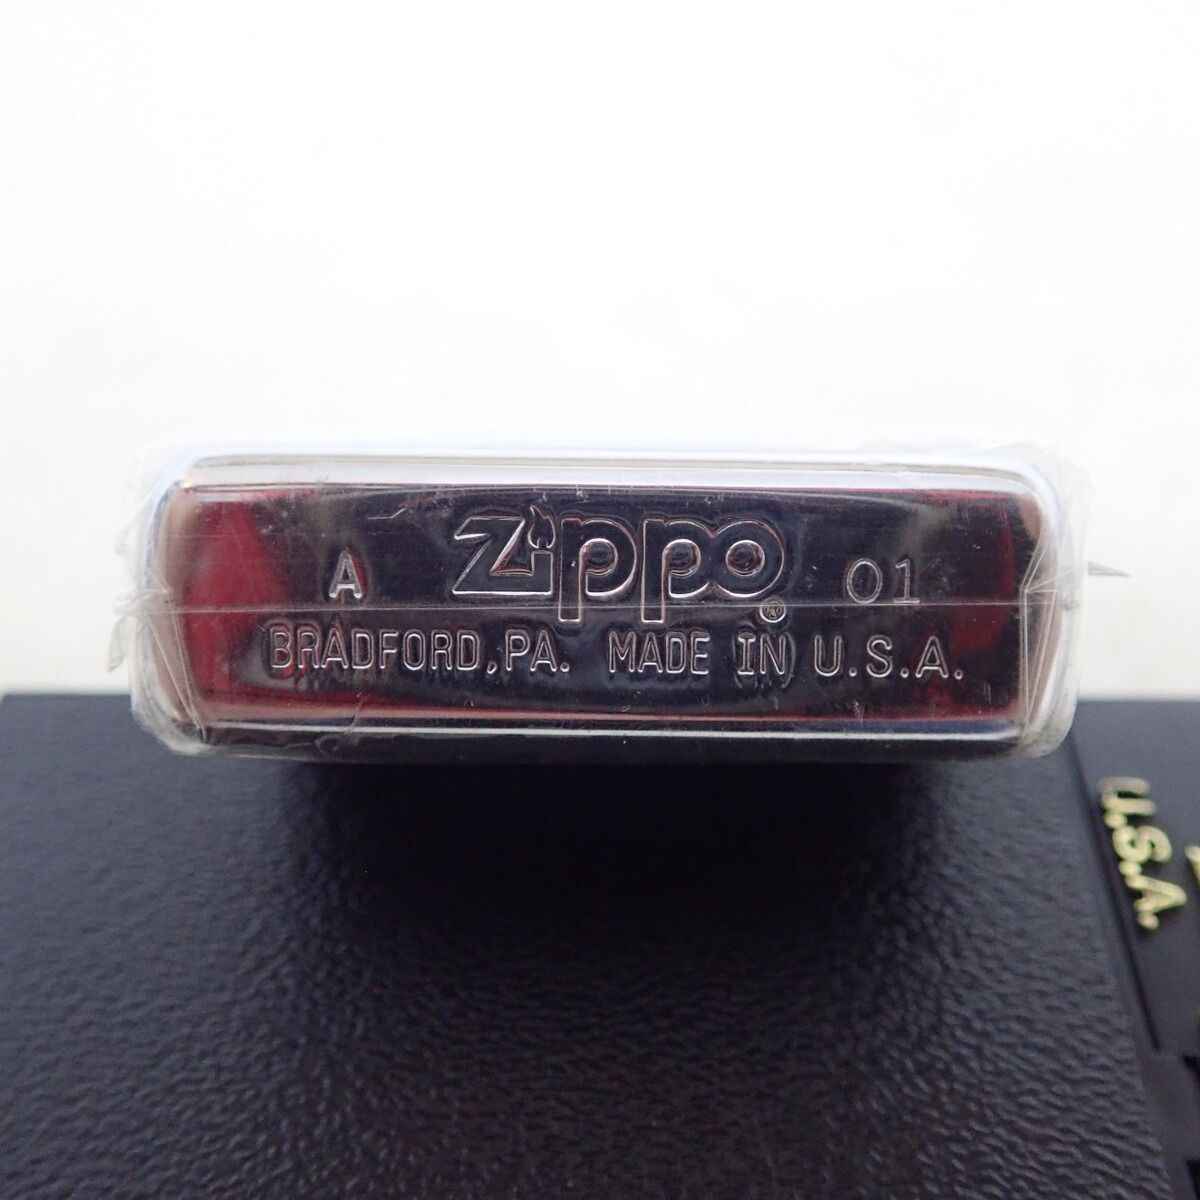 A Zippo® 01
BRADFORD,PA. MADE IN U.S.A.
U.S.A.